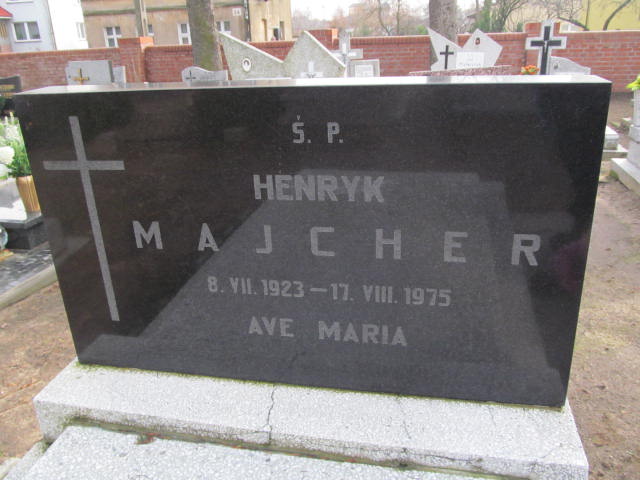 Ś. P.
HENRYK
MAJCHER
8. VII. 1923 — 17. VIII. 1975
AVE MARIA